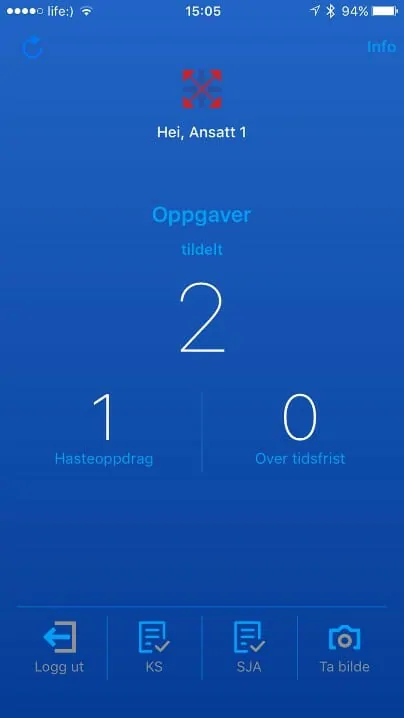 life:) 15:05 94%
Info
Hei, Ansatt 1
Oppgaver
tildelt
2
1 0
Hasteoppdrag Over tidsfrist
Logg ut KS SJA Ta bilde